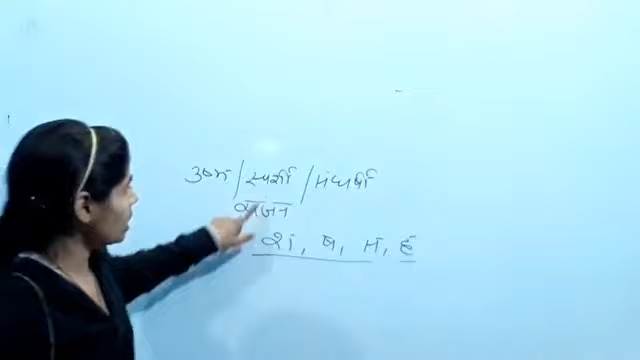 उष्म / स्पर्शी / संघर्षी
व्यंजन
श, ष, स, ह